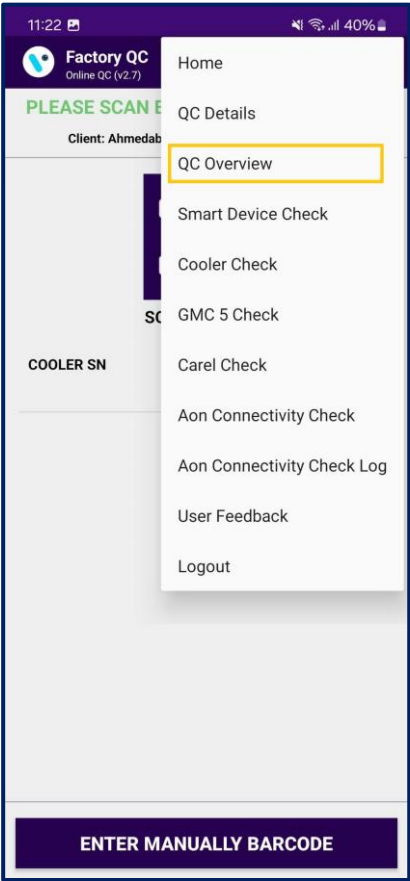 11:22 40%
Factory QC
Online QC (v2.7)
PLEASE SCAN
Client: Ahmedab
COOLER SN
Home
QC Details
QC Overview
Smart Device Check
Cooler Check
GMC 5 Check
Carel Check
Aon Connectivity Check
Aon Connectivity Check Log
User Feedback
Logout
ENTER MANUALLY BARCODE